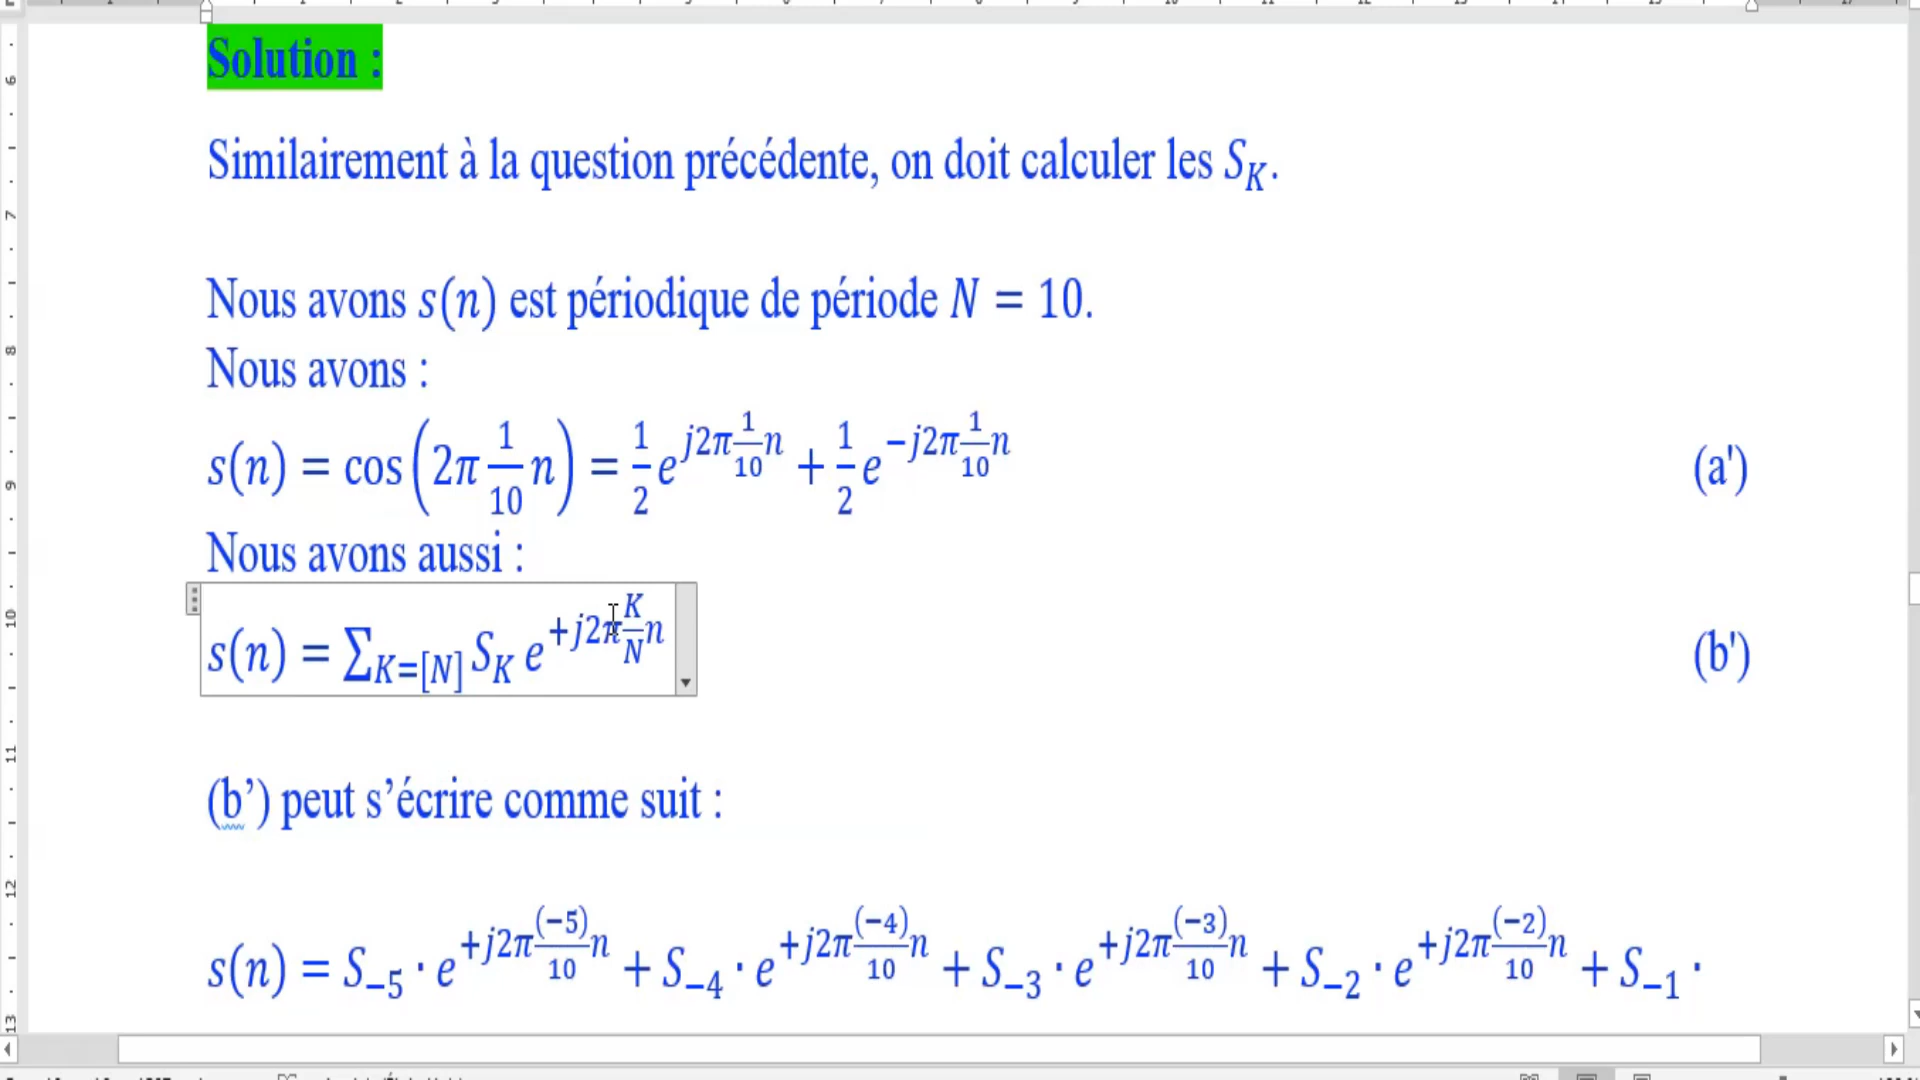 Solution :
Similairement à la question précédente, on doit calculer les S_K.
Nous avons s(n) est périodique de période N = 10.
Nous avons :
s(n) = cos(2π 1/10 n) = 1/2 e^{j2π 1/10 n} + 1/2 e^{−j2π 1/10 n} (a')
Nous avons aussi :
s(n) = ∑_{K=[N]} S_K e^{+j2π K/N n} (b')
(b’) peut s’écrire comme suit :
s(n) = S_{−5} · e^{+j2π (−5)/10 n} + S_{−4} · e^{+j2π (−4)/10 n} + S_{−3} · e^{+j2π (−3)/10 n} + S_{−2} · e^{+j2π (−2)/10 n} + S_{−1} ·